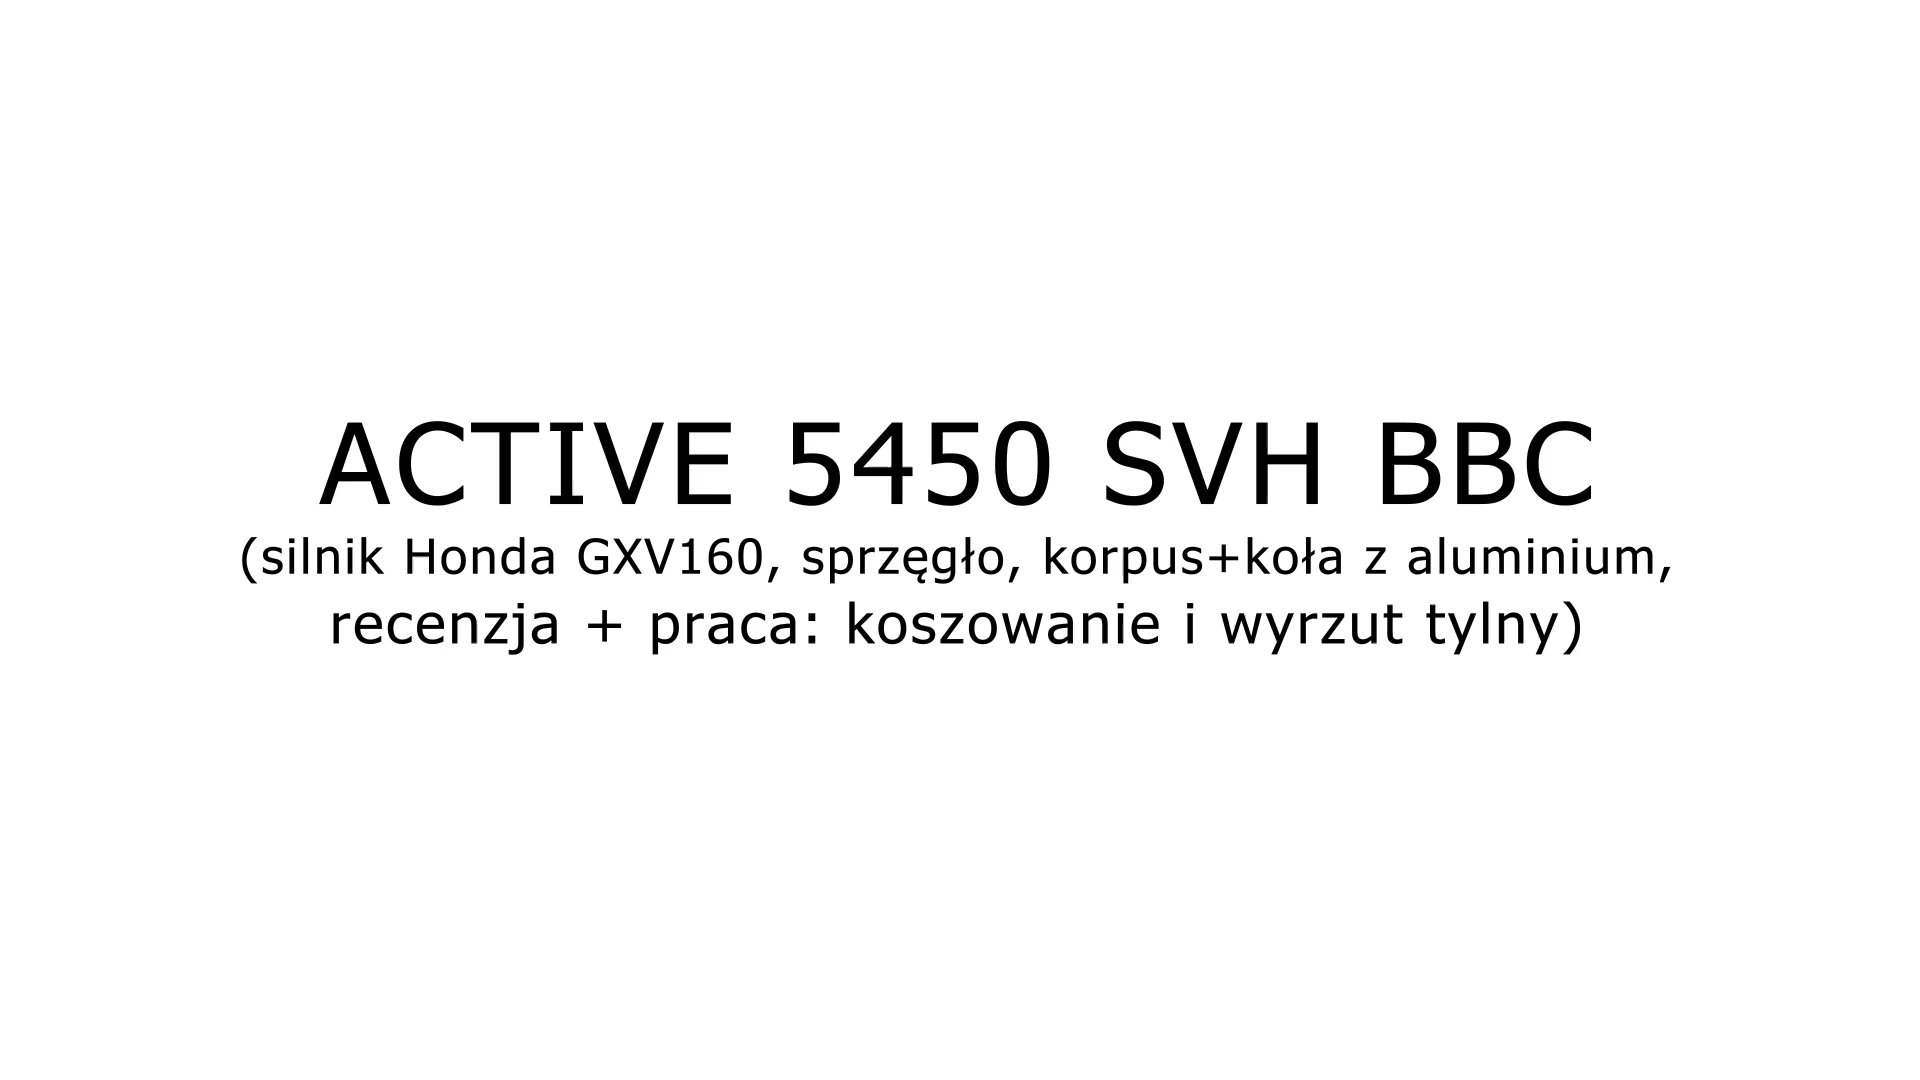 ACTIVE 5450 SVH BBC
(silnik Honda GXV160, sprzęgło, korpus+koła z aluminium,
recenzja + praca: koszowanie i wyrzut tylny)